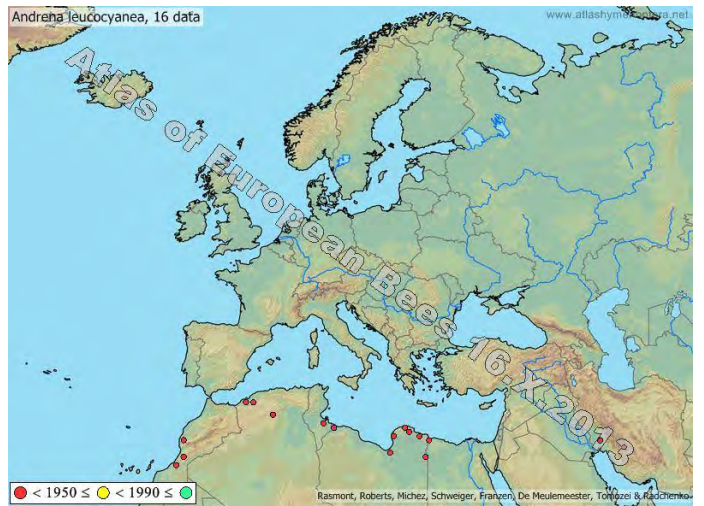 Andrena leucocyanea, 16 data
www.atlashymenoptera.net
Atlas of European Bees 16.X.2013
< 1950 ≤ < 1990 ≤
Rasmont, Roberts, Michez, Schweiger, Franzen, De Meulemeester, Tomozei & Radchenko